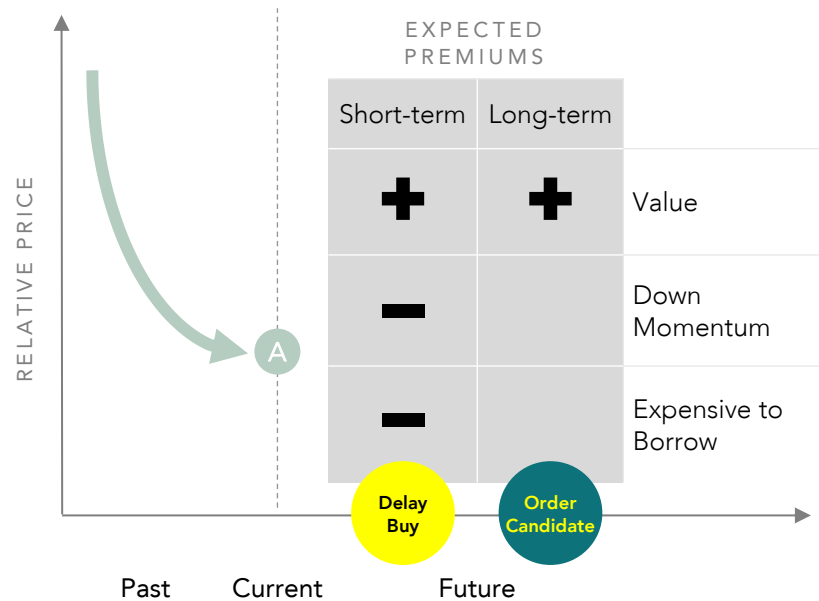 EXPECTED
PREMIUMS
Short-term
Long-term
RELATIVE PRICE
Value
Down
Momentum
A
Expensive to
Borrow
Delay
Buy
Order
Candidate
Past
Current
Future